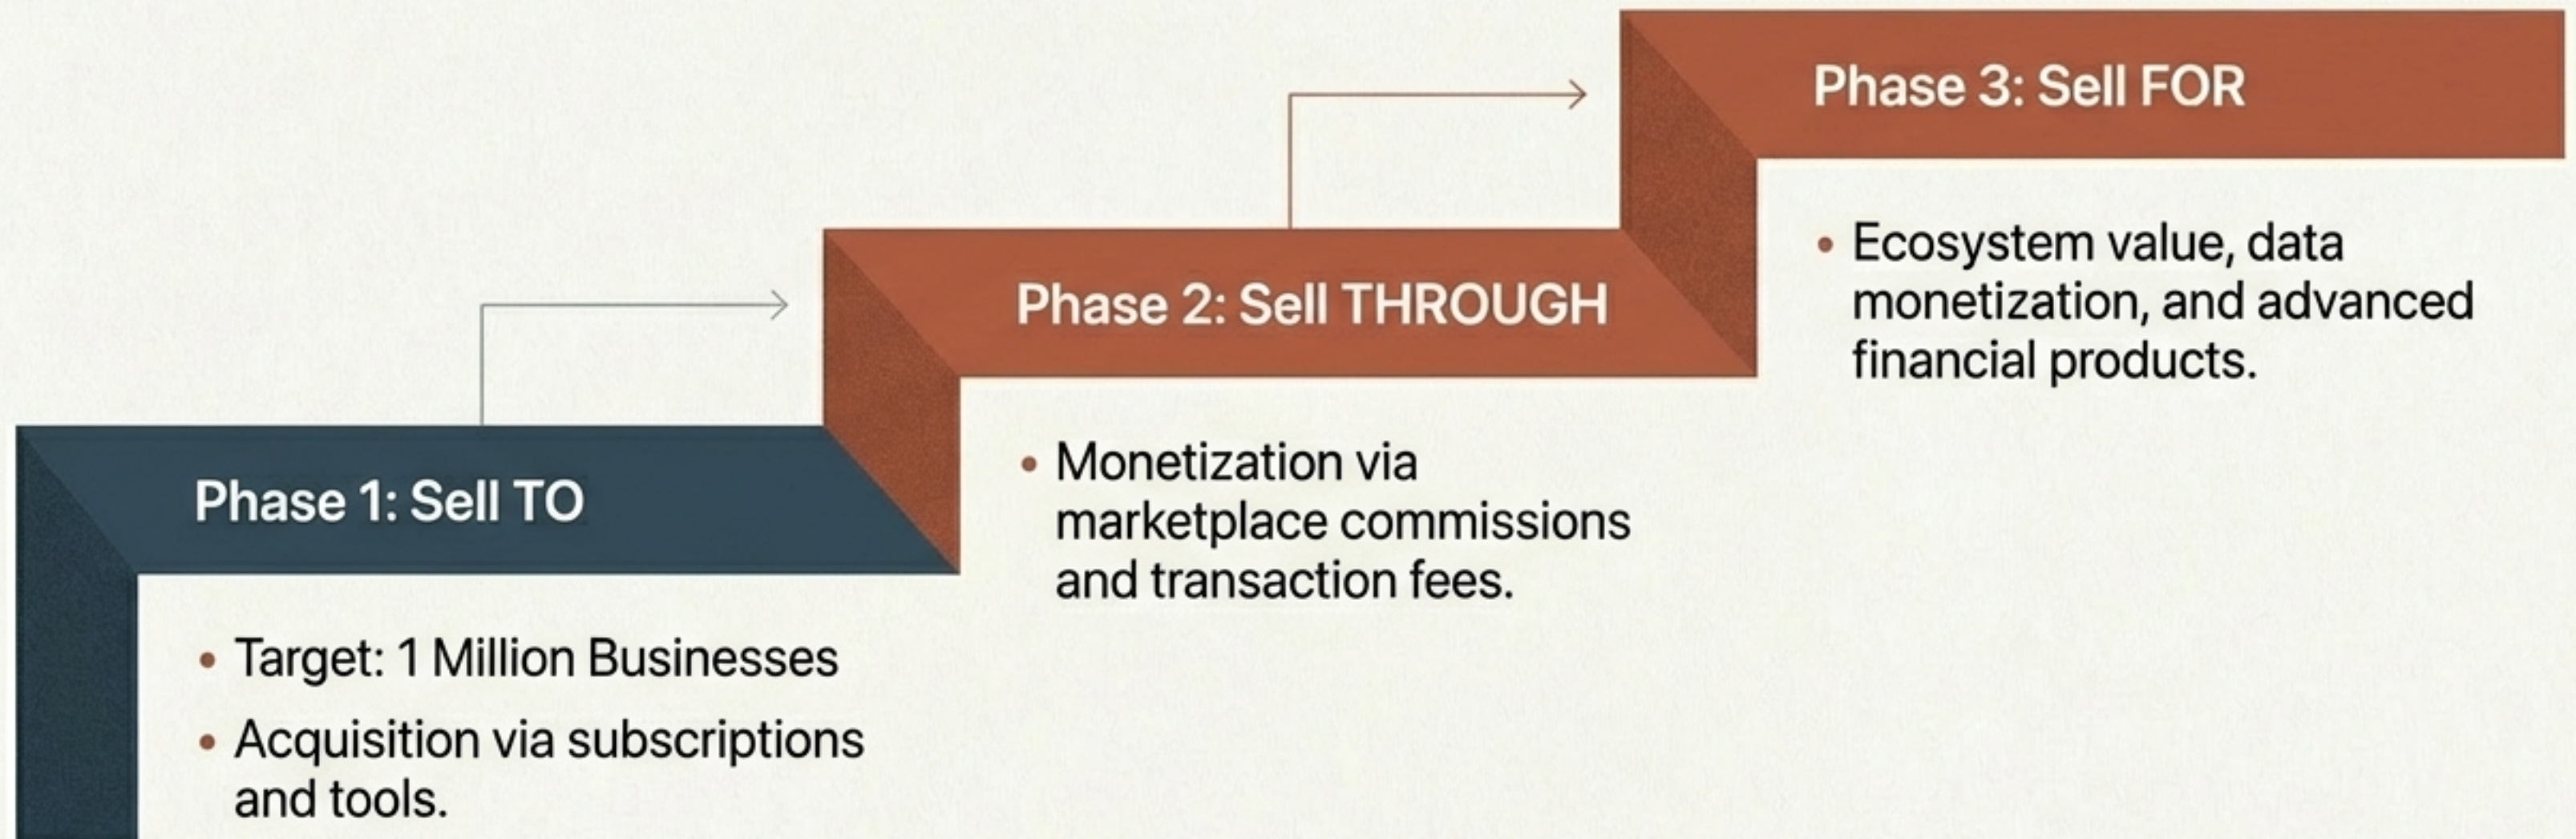 Phase 1: Sell TO
• Target: 1 Million Businesses
• Acquisition via subscriptions
and tools.
Phase 2: Sell THROUGH
• Monetization via
marketplace commissions
and transaction fees.
Phase 3: Sell FOR
• Ecosystem value, data
monetization, and advanced
financial products.